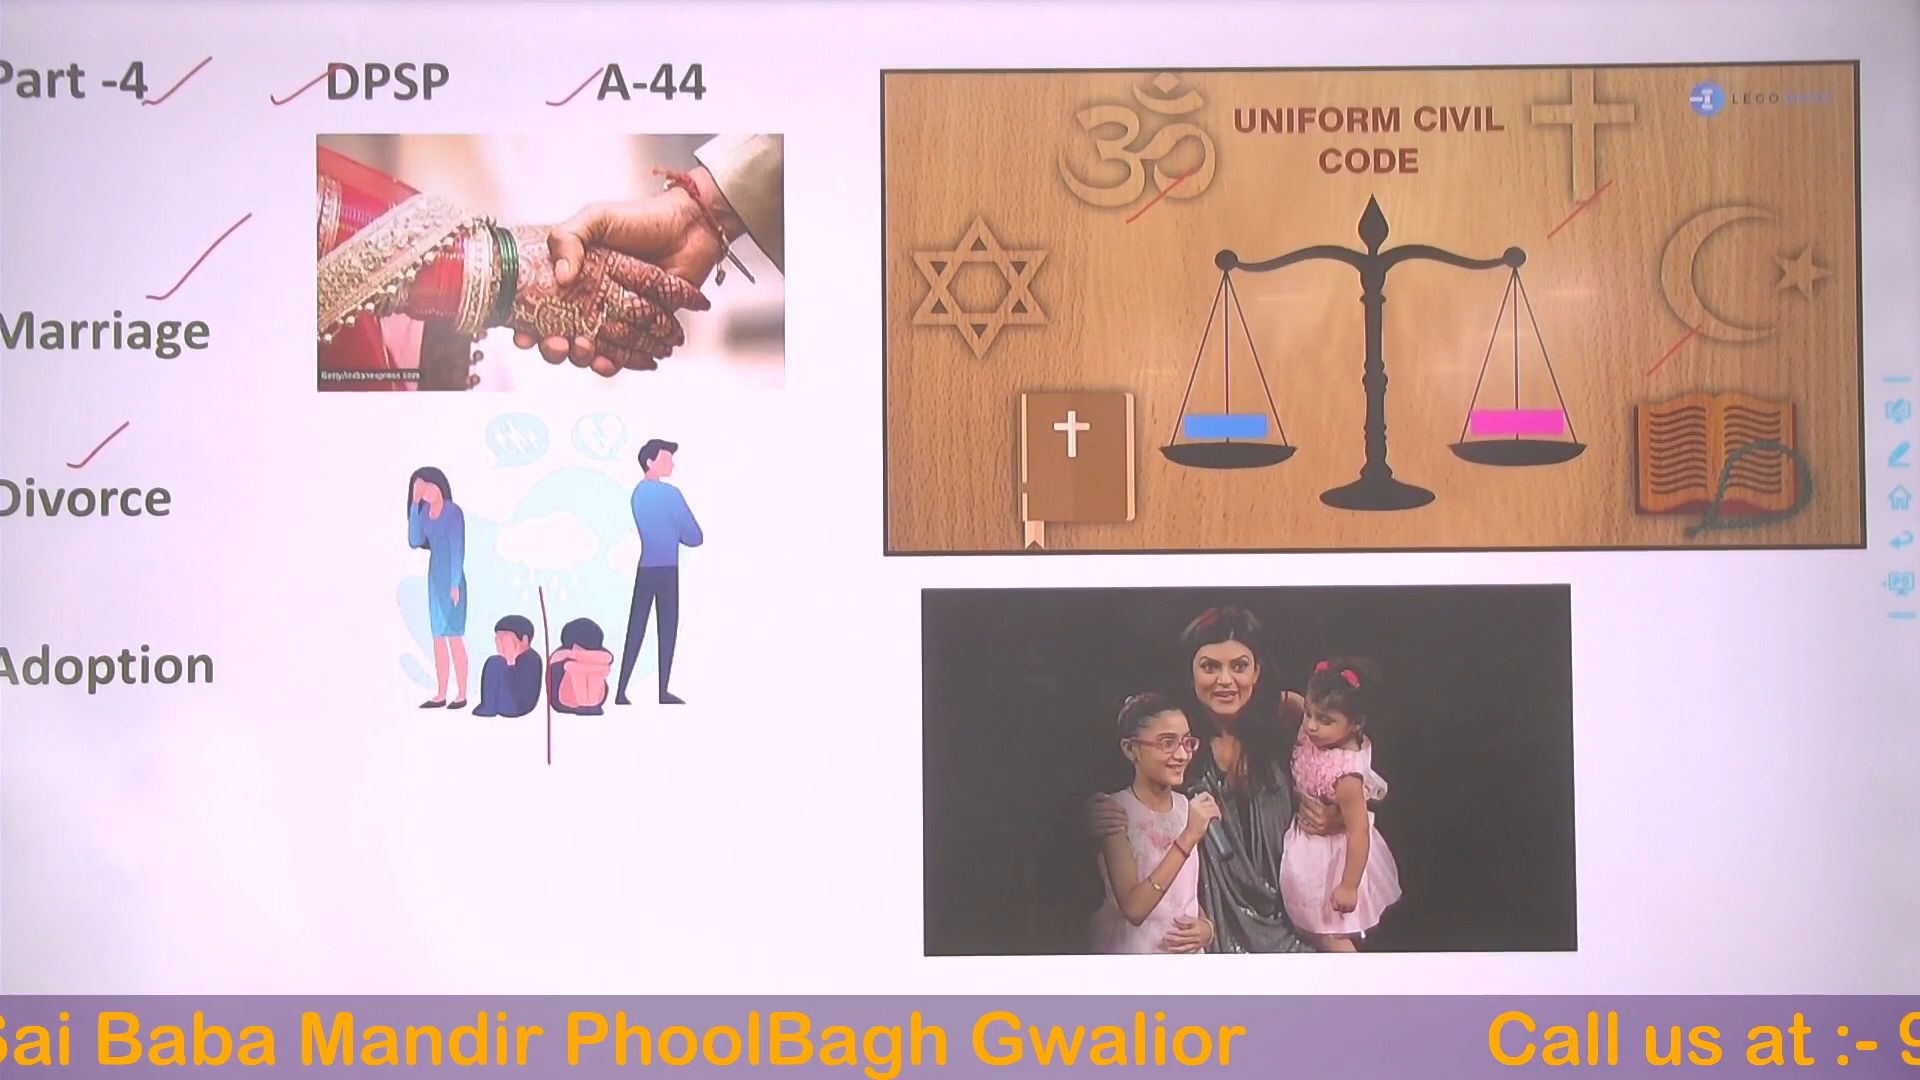 Part -4 DPSP A-44
UNIFORM CIVIL
CODE
Marriage
Divorce
Adoption
Sai Baba Mandir PhoolBagh Gwalior Call us at :- 9